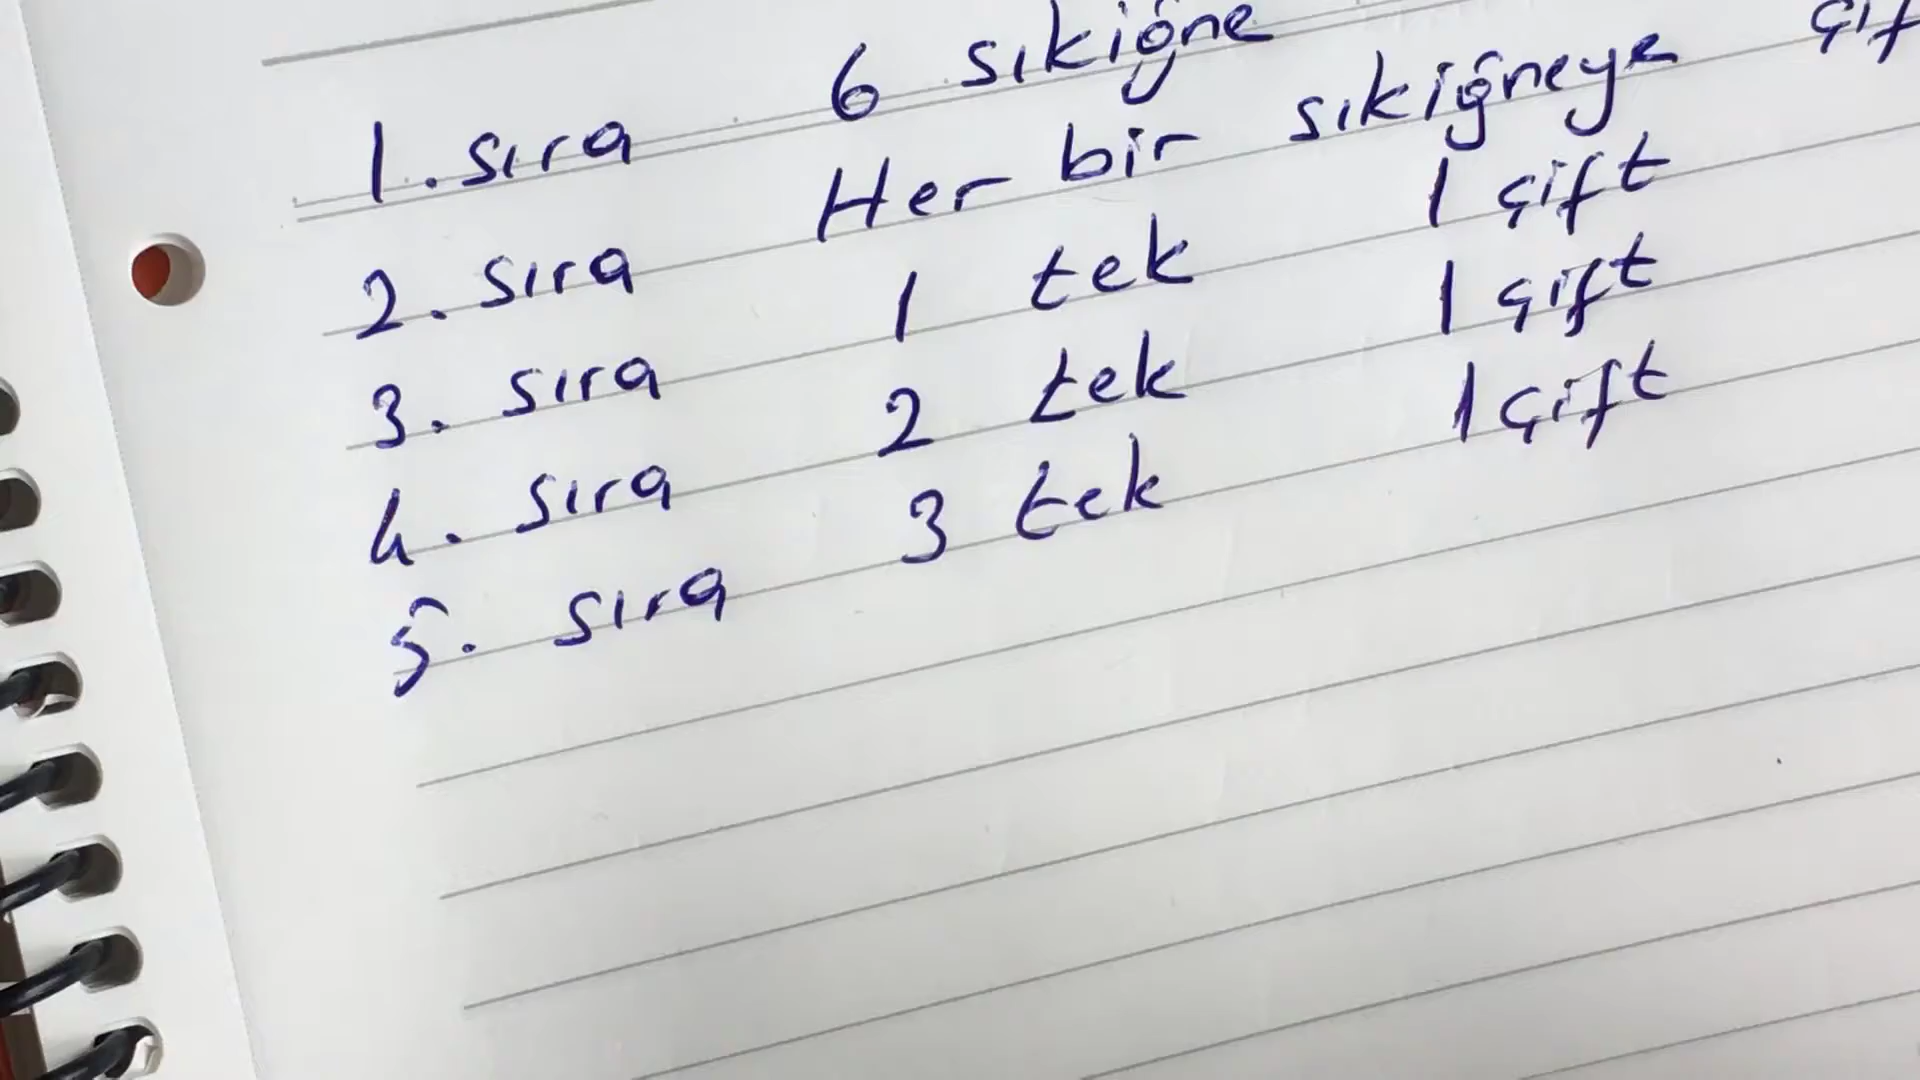 1. sıra 6 sıkiğne
2. sıra Her bir sıkiğneye
3. sıra 1 tek 1 çift
4. sıra 2 tek 1 çift
5. sıra 3 tek 1 çift